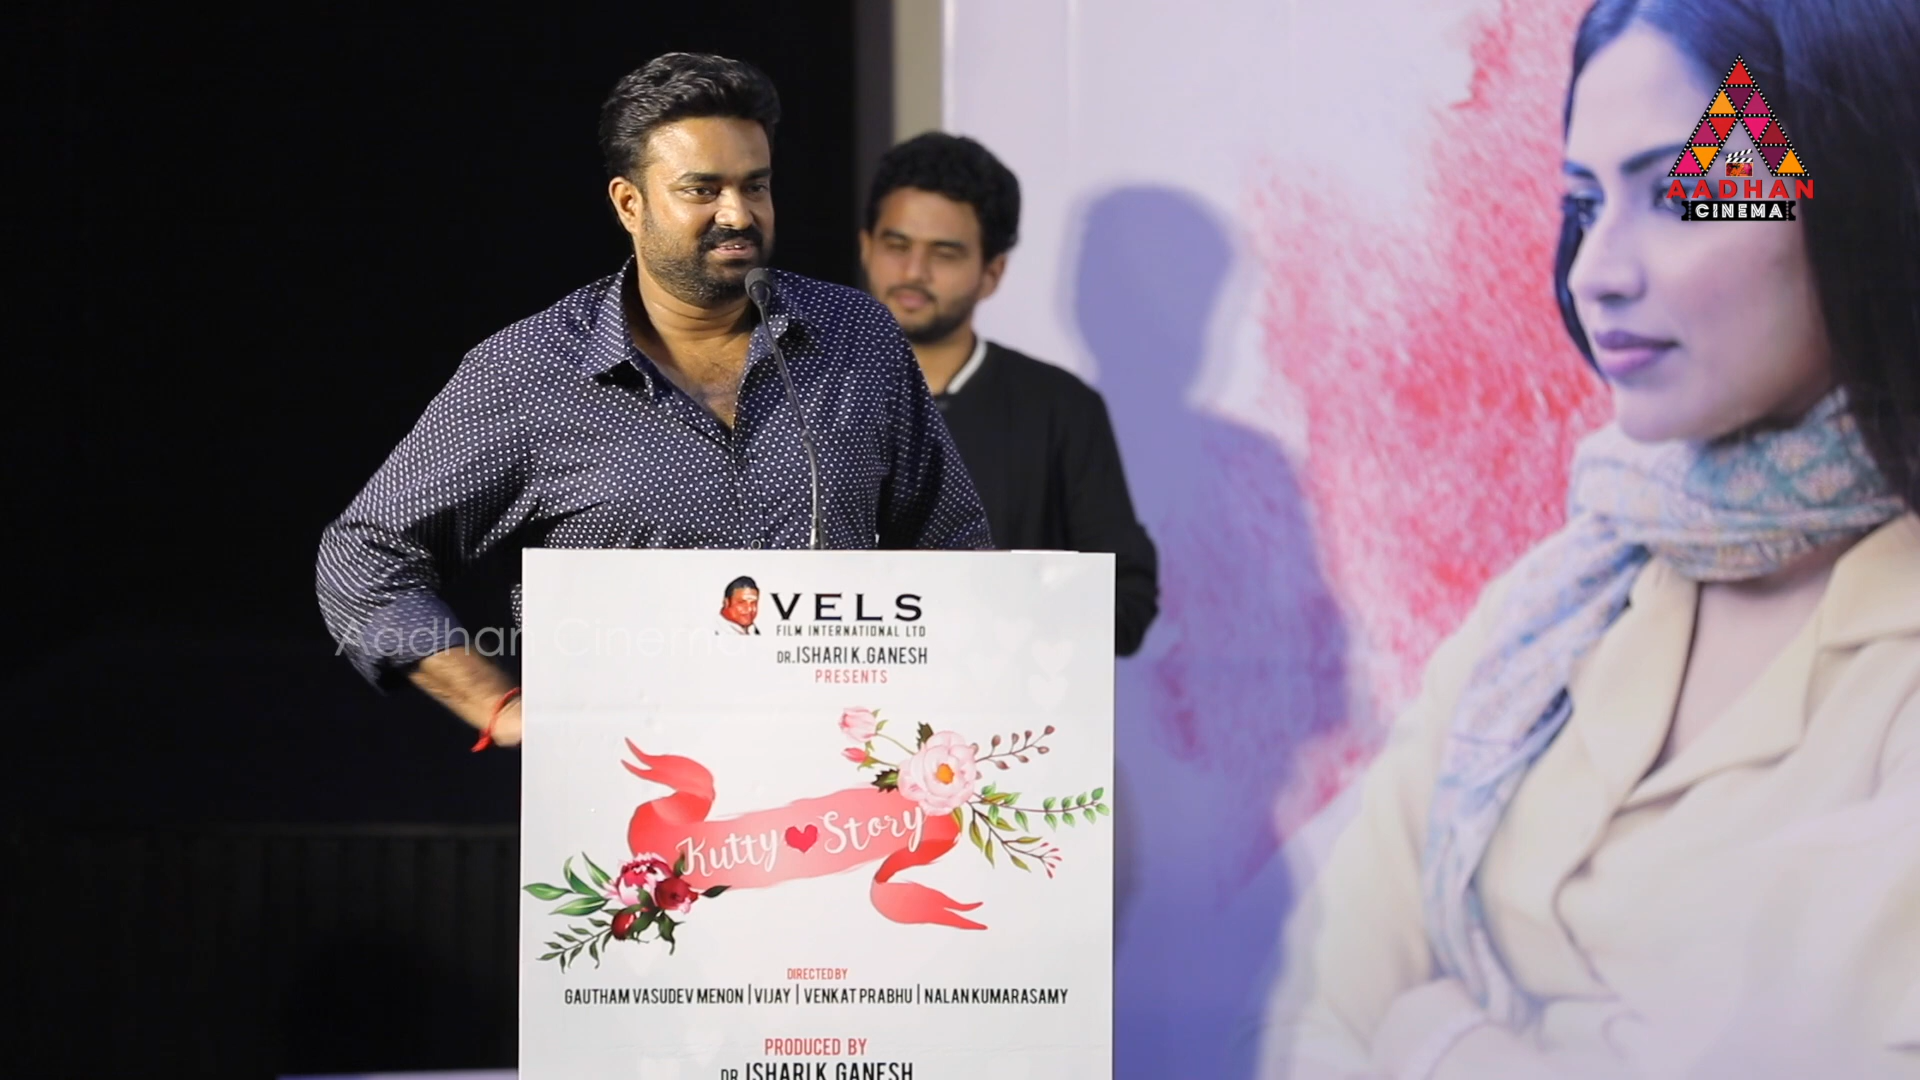 AADHAN
CINEMA
VELS
FILM INTERNATIONAL LTD
Aadhan Cinema
DR.ISHARI K.GANESH
PRESENTS
Kutty Story
DIRECTED BY
GAUTHAM VASUDEV MENON | VIJAY | VENKAT PRABHU | NALAN KUMARASAMY
PRODUCED BY
DR.ISHARI K.GANESH